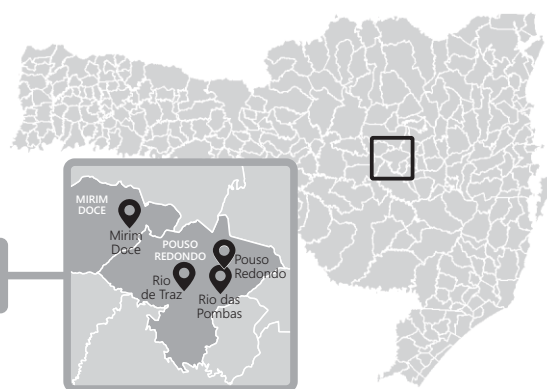 MIRIM
DOCE
Mirim
Doce
POUSO
REDONDO
Pouso
Redondo
Rio
de Traz
Rio das
Pombas